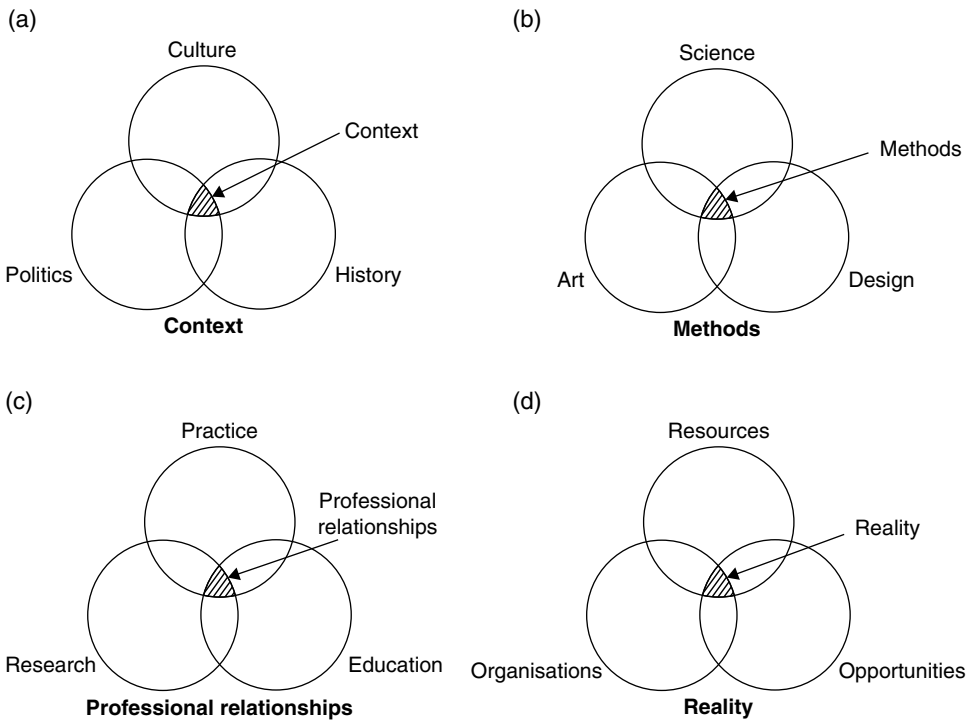 (a)
Culture
Context
Politics
History
Context
(b)
Science
Methods
Art
Design
Methods
(c)
Practice
Professional
relationships
Research
Education
Professional relationships
(d)
Resources
Reality
Organisations
Opportunities
Reality